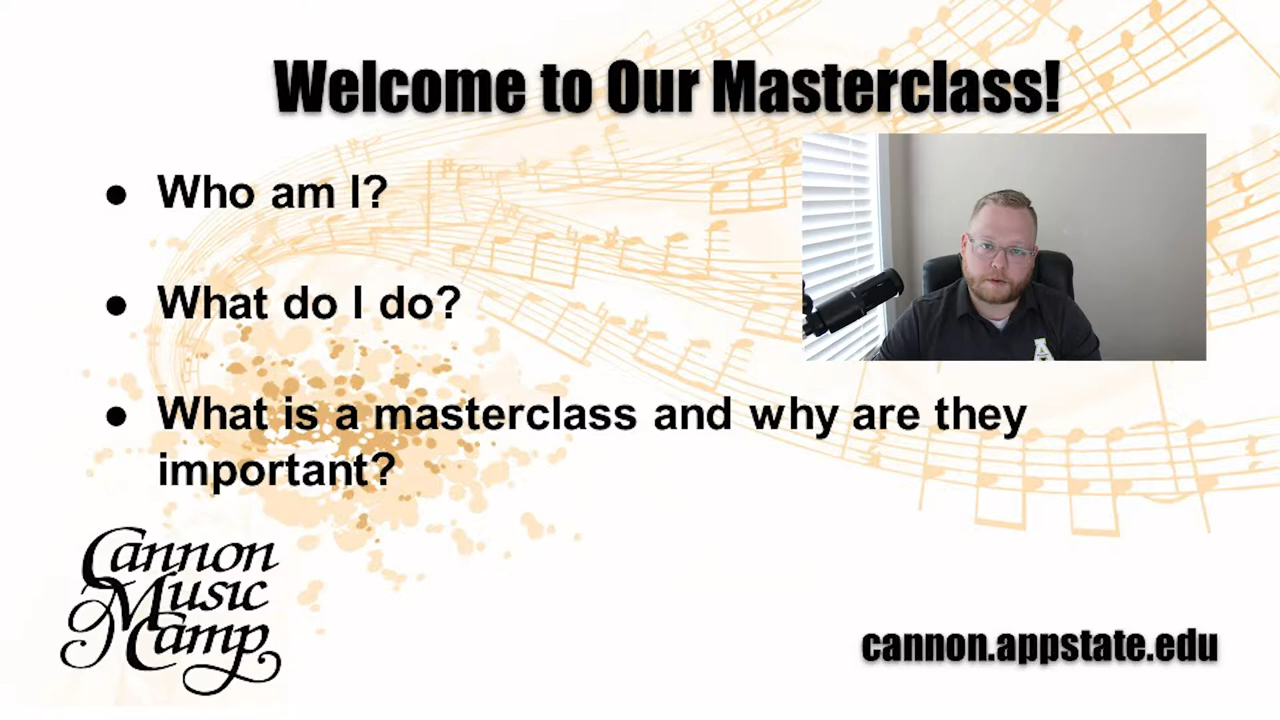 Welcome to Our Masterclass!
● Who am I?
● What do I do?
● What is a masterclass and why are they
important?
A
Cannon
Music
Camp
cannon.appstate.edu